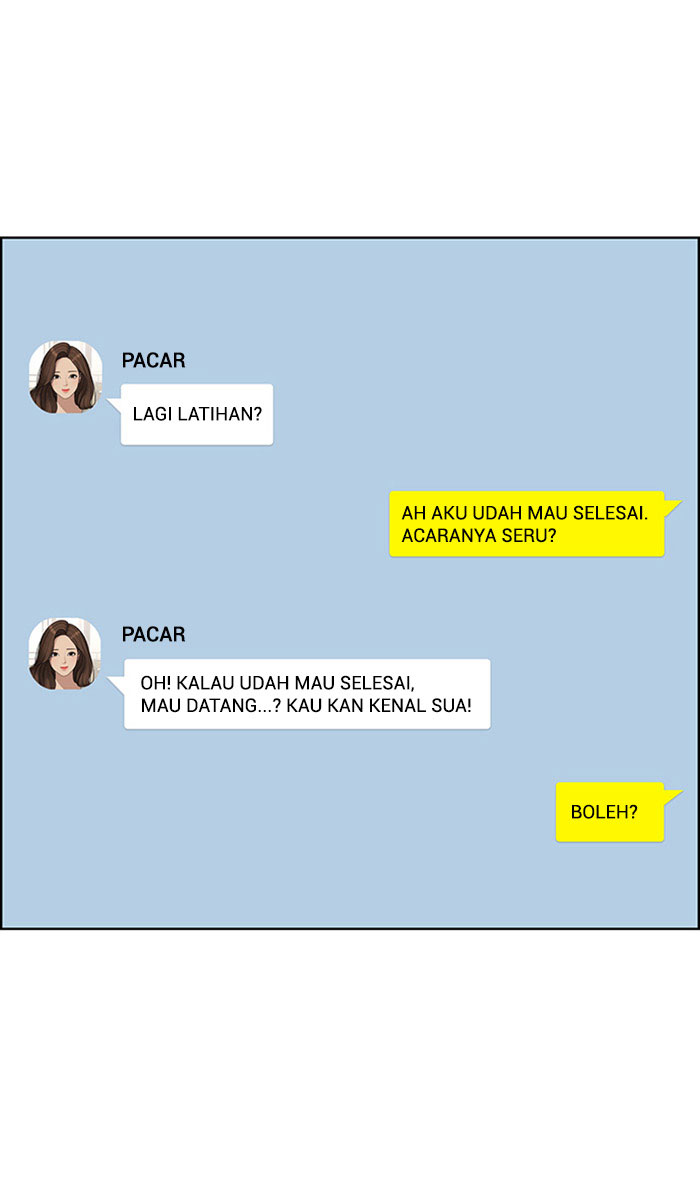 PACAR
LAGI LATIHAN?
AH AKU UDAH MAU SELESAI.
ACARANYA SERU?
PACAR
OH! KALAU UDAH MAU SELESAI,
MAU DATANG...? KAU KAN KENAL SUA!
BOLEH?